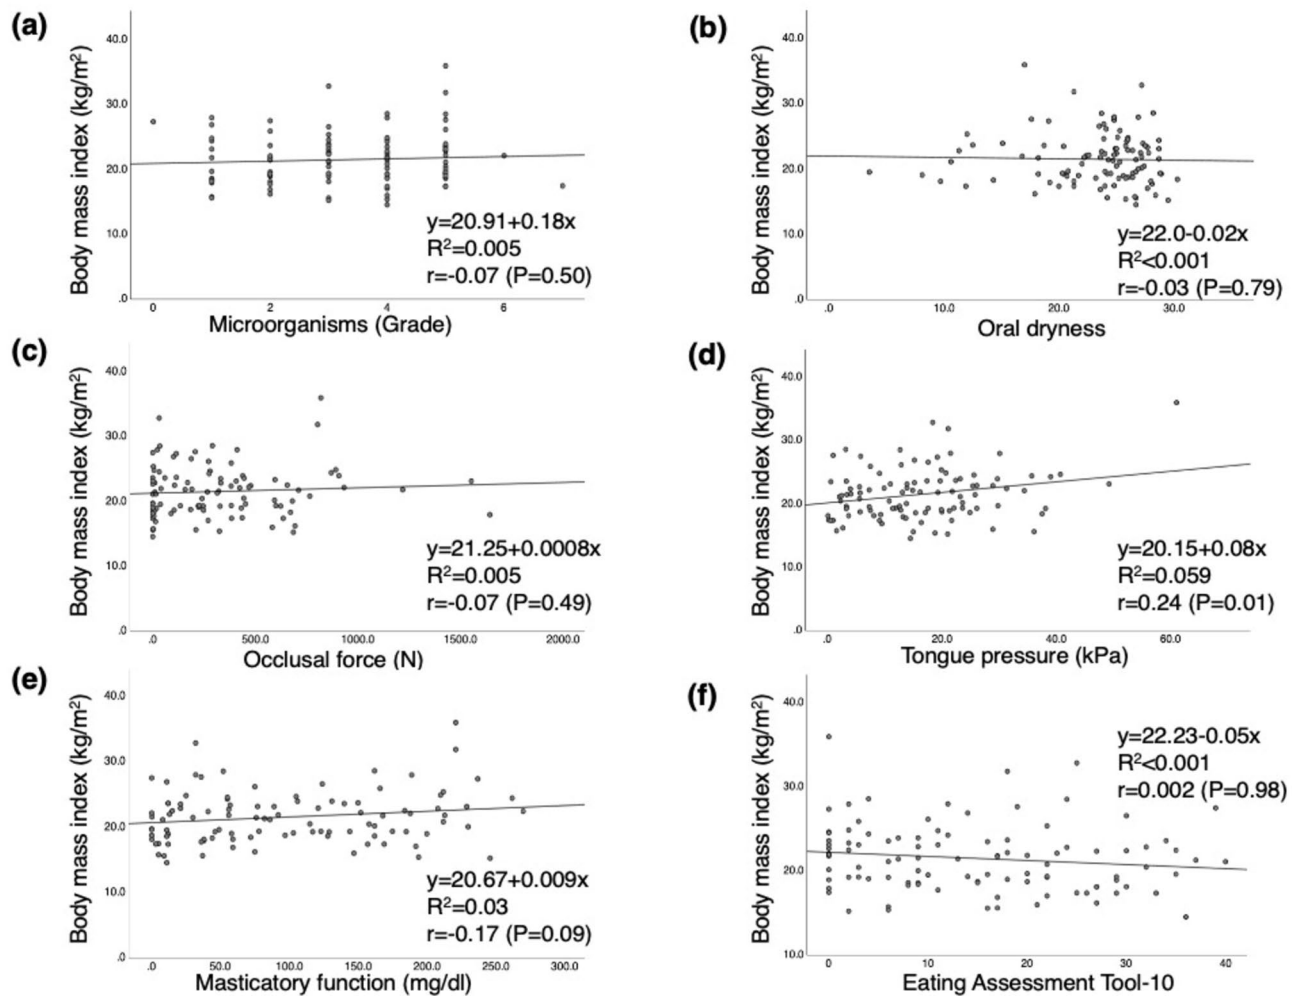 (a)
Body mass index (kg/m²)
40.0
30.0
20.0
10.0
.0
0 2 4 6
Microorganisms (Grade)
y=20.91+0.18x
R²=0.005
r=-0.07 (P=0.50)
(b)
Body mass index (kg/m²)
40.0
30.0
20.0
10.0
.0
.0 10.0 20.0 30.0
Oral dryness
y=22.0-0.02x
R²<0.001
r=-0.03 (P=0.79)
(c)
Body mass index (kg/m²)
40.0
30.0
20.0
10.0
.0
.0 500.0 1000.0 1500.0 2000.0
Occlusal force (N)
y=21.25+0.0008x
R²=0.005
r=-0.07 (P=0.49)
(d)
Body mass index (kg/m²)
40.0
30.0
20.0
10.0
.0
.0 20.0 40.0 60.0
Tongue pressure (kPa)
y=20.15+0.08x
R²=0.059
r=0.24 (P=0.01)
(e)
Body mass index (kg/m²)
40.0
30.0
20.0
10.0
.0
.0 50.0 100.0 150.0 200.0 250.0 300.0
Masticatory function (mg/dl)
y=20.67+0.009x
R²=0.03
r=-0.17 (P=0.09)
(f)
Body mass index (kg/m²)
40.0
30.0
20.0
10.0
0 10 20 30 40
Eating Assessment Tool-10
y=22.23-0.05x
R²<0.001
r=0.002 (P=0.98)